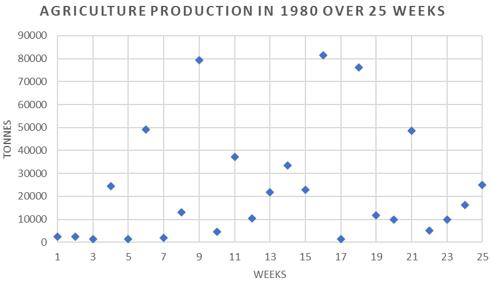 AGRICULTURE PRODUCTION IN 1980 OVER 25 WEEKS
90000
80000
70000
60000
50000
40000
30000
20000
10000
0
TONNES
1 3 5 7 9 11 13 15 17 19 21 23 25
WEEKS